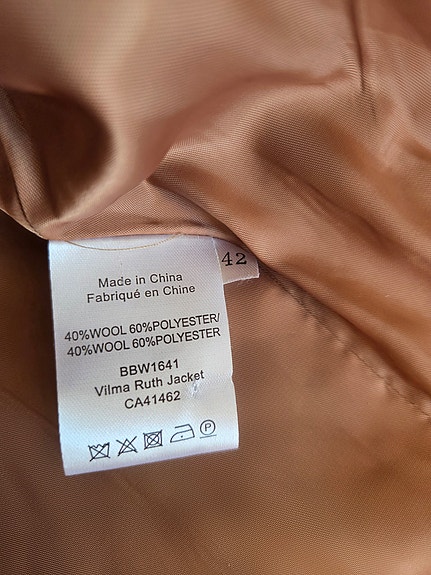 42
Made in China
Fabriqué en Chine
40%WOOL 60%POLYESTER/
40%WOOL 60%POLYESTER
BBW1641
Vilma Ruth Jacket
CA41462
P